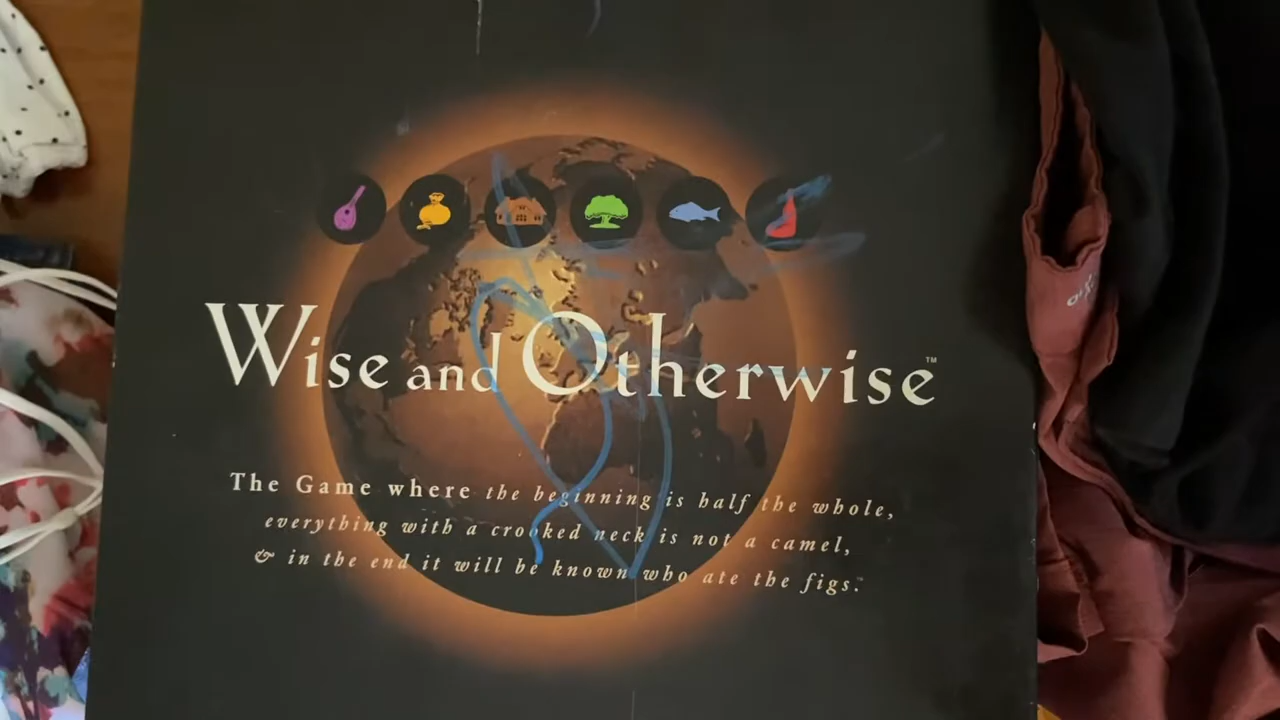 Wise and Otherwise™
The Game where the beginning is half the whole,
everything with a crooked neck is not a camel,
& in the end it will be known who ate the figs.™